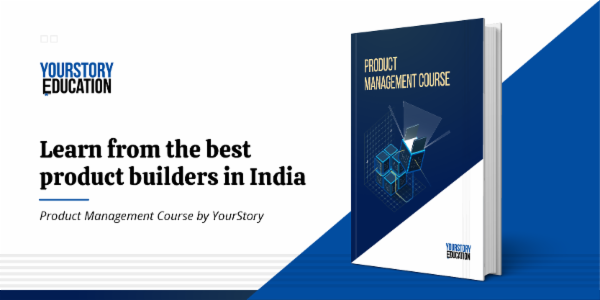 YOURSTORY
EDUCATION
Learn from the best
product builders in India
Product Management Course by YourStory
PRODUCT
MANAGEMENT COURSE
YOURSTORY
EDUCATION